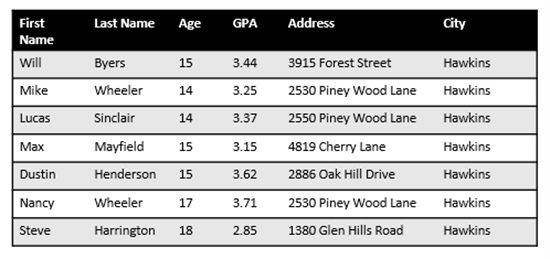 First Name Last Name Age GPA Address City
Will Byers 15 3.44 3915 Forest Street Hawkins
Mike Wheeler 14 3.25 2530 Piney Wood Lane Hawkins
Lucas Sinclair 14 3.37 2550 Piney Wood Lane Hawkins
Max Mayfield 15 3.15 4819 Cherry Lane Hawkins
Dustin Henderson 15 3.62 2886 Oak Hill Drive Hawkins
Nancy Wheeler 17 3.71 2530 Piney Wood Lane Hawkins
Steve Harrington 18 2.85 1380 Glen Hills Road Hawkins